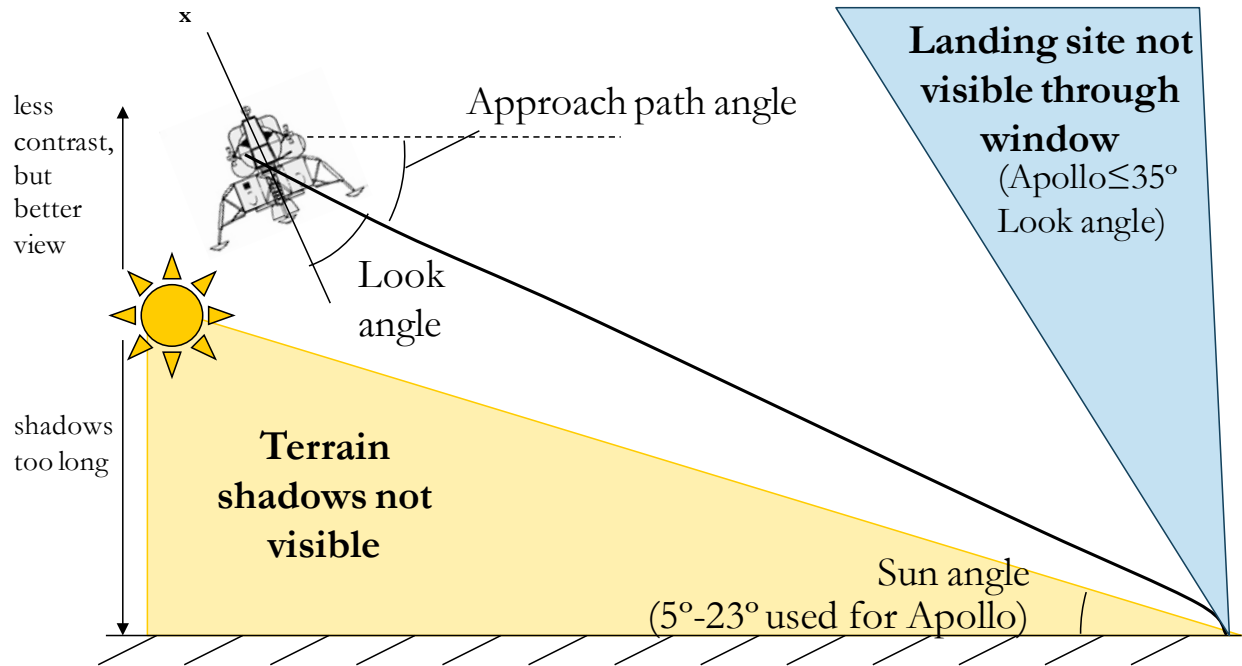 x
less
contrast,
but
better
view
Approach path angle
Landing site not
visible through
window
(Apollo≤35º
Look angle)
Look
angle
shadows
too long
Terrain
shadows not
visible
Sun angle
(5º-23º used for Apollo)